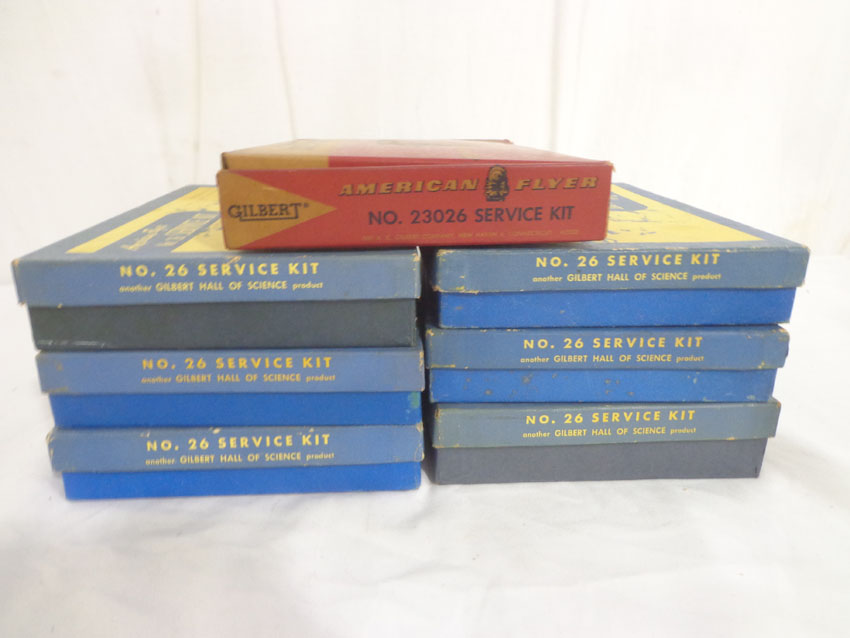 AMERICAN FLYER
GILBERT®
NO. 23026 SERVICE KIT
NO. 26 SERVICE KIT
another GILBERT HALL OF SCIENCE product
NO. 26 SERVICE KIT
another GILBERT HALL OF SCIENCE product
NO. 26 SERVICE KIT
another GILBERT HALL OF SCIENCE product
NO. 26 SERVICE KIT
another GILBERT HALL OF SCIENCE product
NO. 26 SERVICE KIT
another GILBERT HALL OF SCIENCE product
NO. 26 SERVICE KIT
another GILBERT HALL OF SCIENCE product